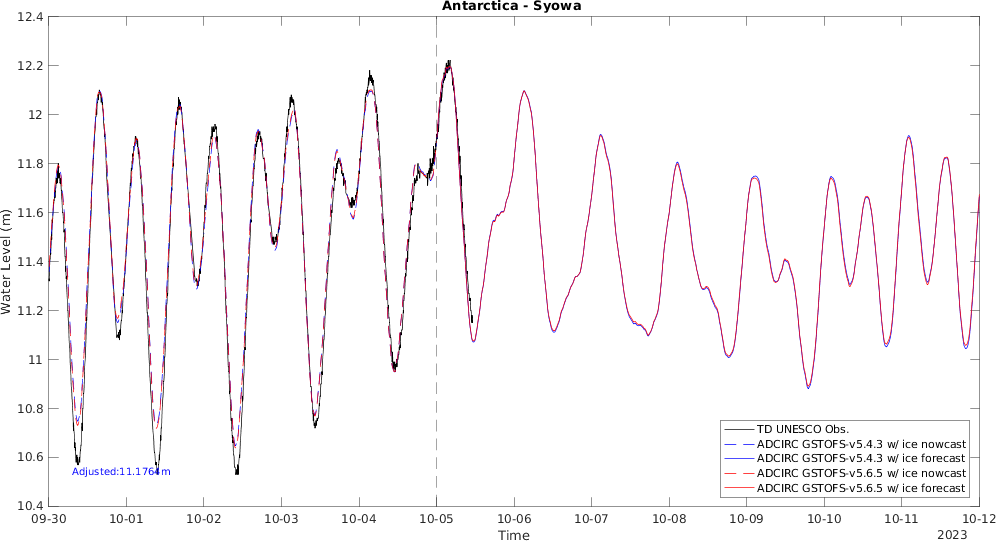 Antarctica - Syowa
12.4
12.2
12
11.8
11.6
11.4
11.2
11
10.8
10.6
10.4
Water Level (m)
Adjusted:11.1764m
TD UNESCO Obs.
ADCIRC GSTOFS-v5.4.3 w/ ice nowcast
ADCIRC GSTOFS-v5.4.3 w/ ice forecast
ADCIRC GSTOFS-v5.6.5 w/ ice nowcast
ADCIRC GSTOFS-v5.6.5 w/ ice forecast
09-30 10-01 10-02 10-03 10-04 10-05 10-06 10-07 10-08 10-09 10-10 10-11 10-12
Time
2023